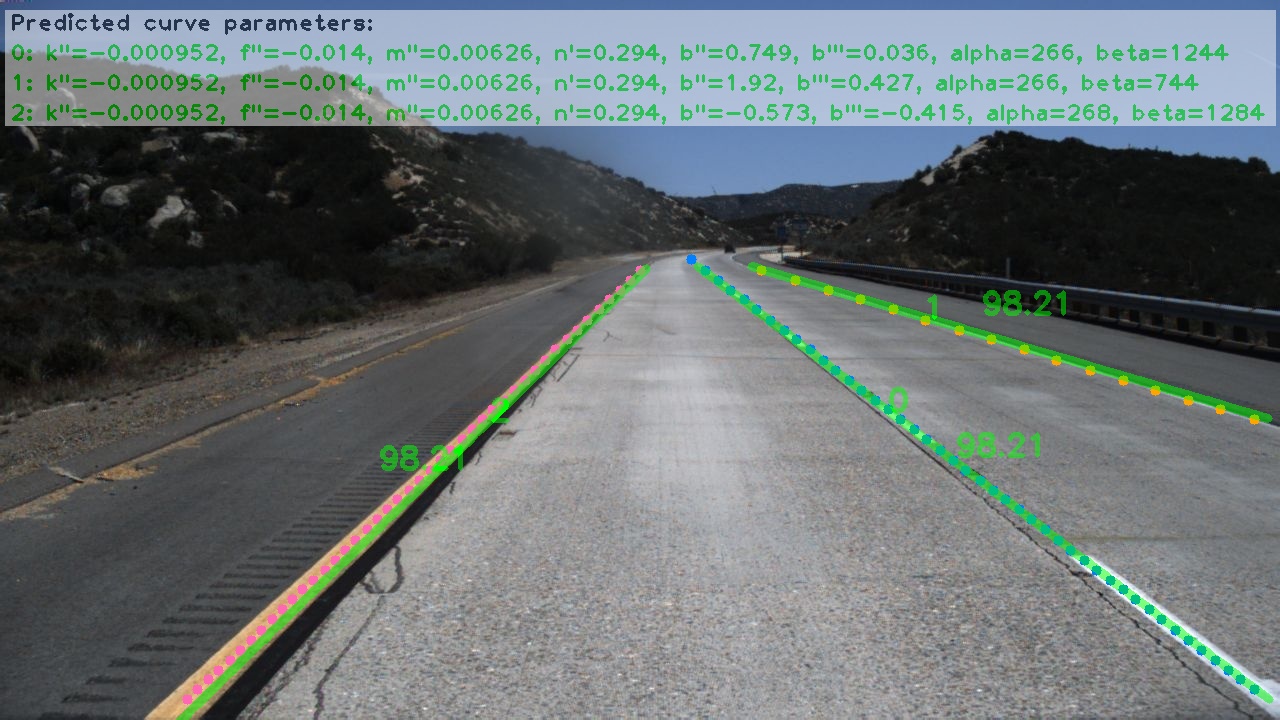 Predicted curve parameters:
0: k''=-0.000952, f''=-0.014, m''=0.00626, n'=0.294, b''=0.749, b'''=0.036, alpha=266, beta=1244
1: k''=-0.000952, f''=-0.014, m''=0.00626, n'=0.294, b''=1.92, b'''=0.427, alpha=266, beta=744
2: k''=-0.000952, f''=-0.014, m''=0.00626, n'=0.294, b''=-0.573, b'''=-0.415, alpha=268, beta=1284
1 98.21
0
98.21
2
98.21